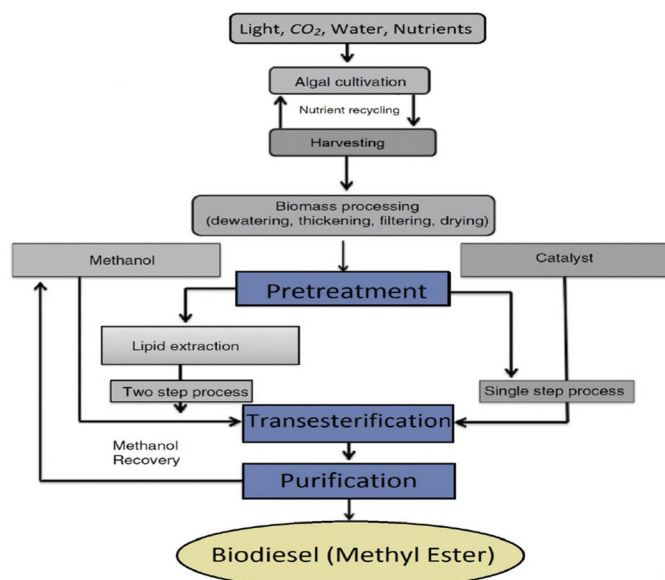 Light, CO₂, Water, Nutrients
Algal cultivation
Nutrient recycling
Harvesting
Biomass processing
(dewatering, thickening, filtering, drying)
Methanol
Catalyst
Pretreatment
Lipid extraction
Two step process
Single step process
Transesterification
Methanol
Recovery
Purification
Biodiesel (Methyl Ester)